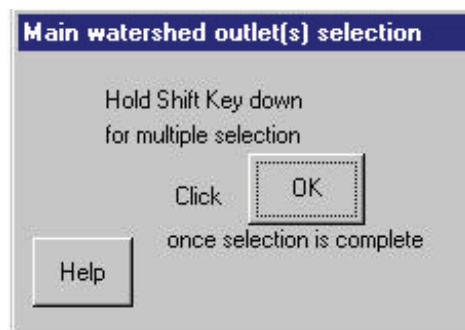 Main watershed outlet(s) selection
Hold Shift Key down
for multiple selection
Click OK
once selection is complete
Help